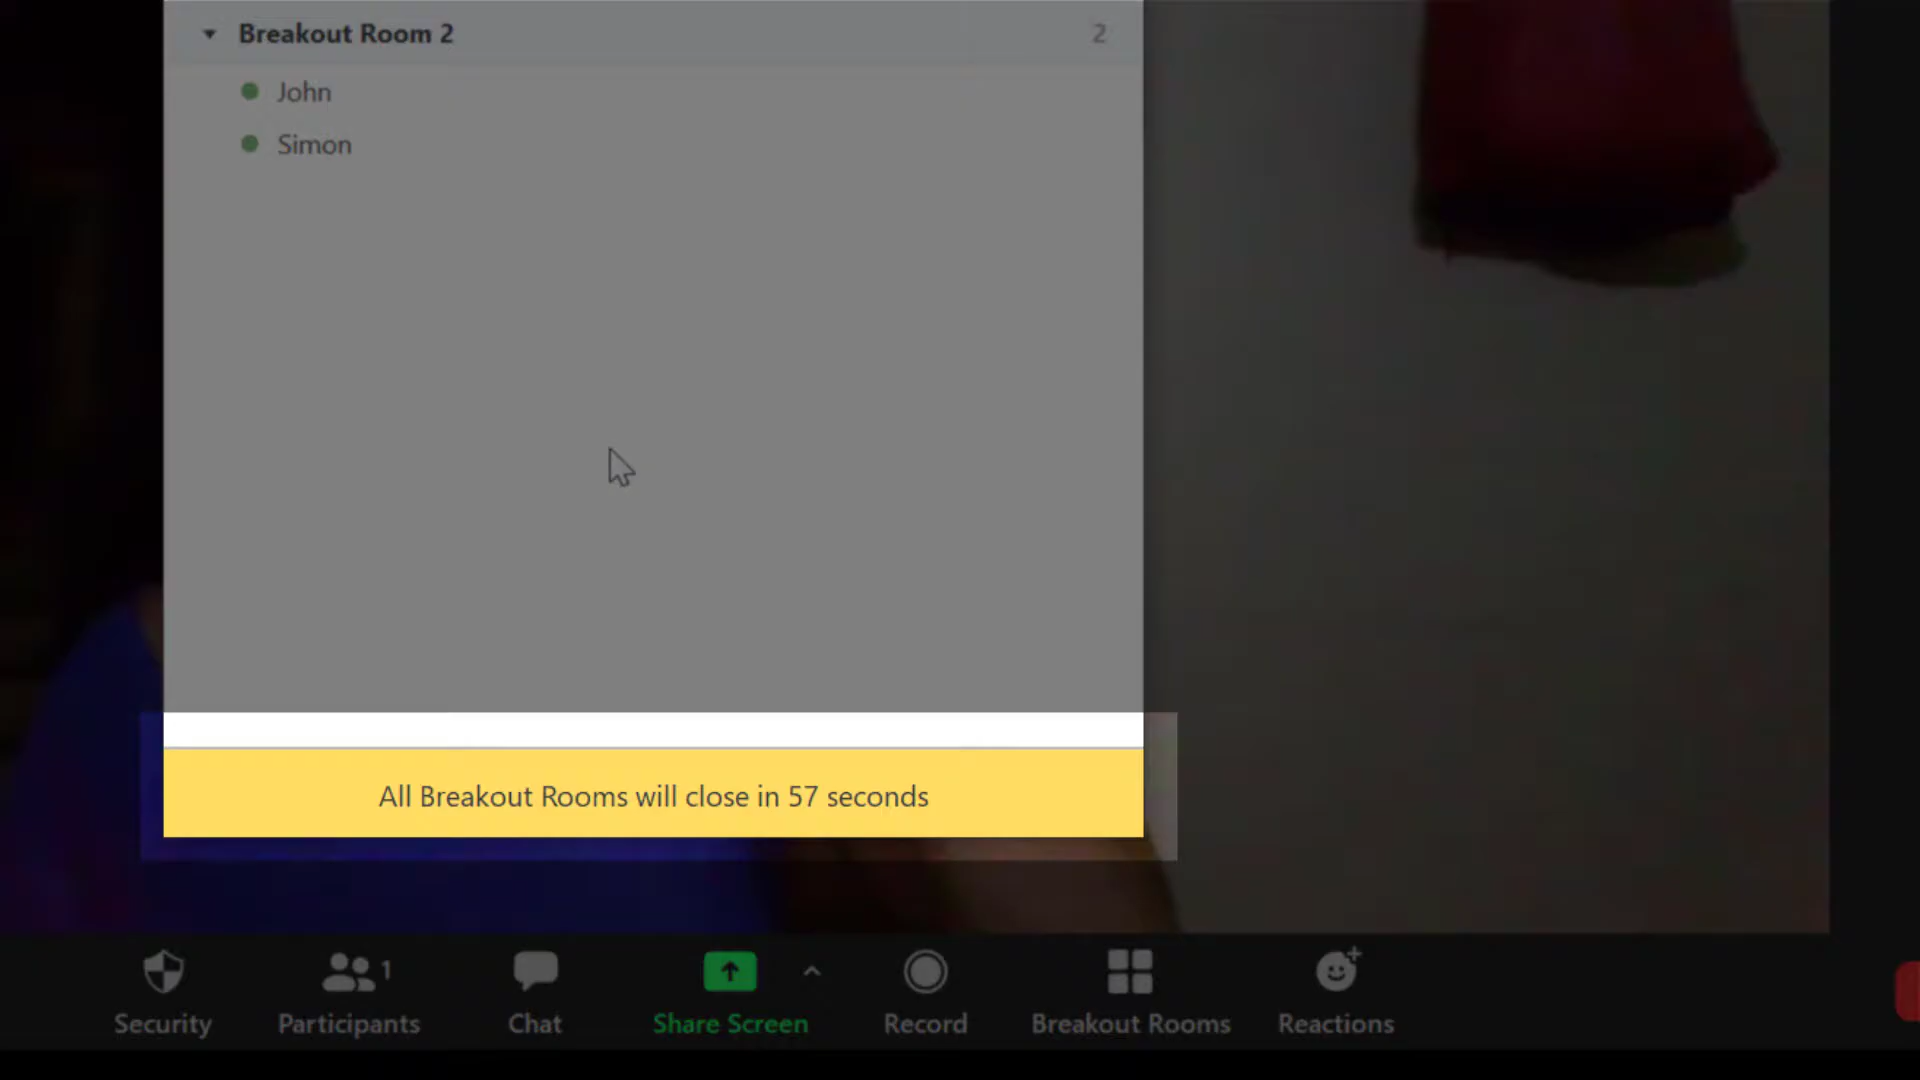 Breakout Room 2 2
John
Simon
All Breakout Rooms will close in 57 seconds
1
Security Participants Chat Share Screen Record Breakout Rooms Reactions